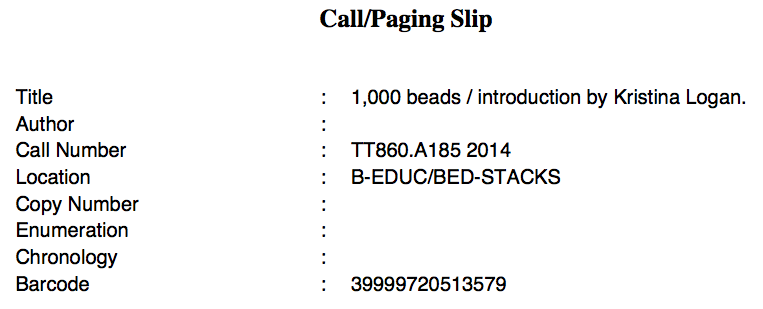 Call/Paging Slip
Title : 1,000 beads / introduction by Kristina Logan.
Author :
Call Number : TT860.A185 2014
Location : B-EDUC/BED-STACKS
Copy Number :
Enumeration :
Chronology :
Barcode : 39999720513579